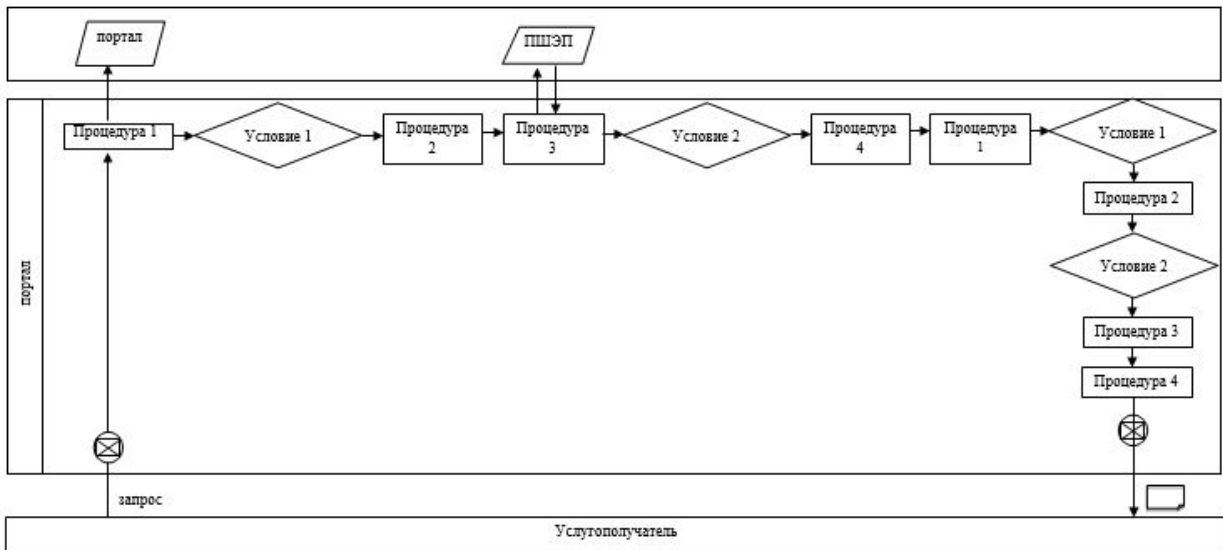 портал
ПШЭП
Процедура 1
Условие 1
Процедура
2
Процедура
3
Условие 2
Процедура
4
Процедура
1
Условие 1
Процедура 2
Условие 2
Процедура 3
Процедура 4
портал
запрос
Услугополучатель